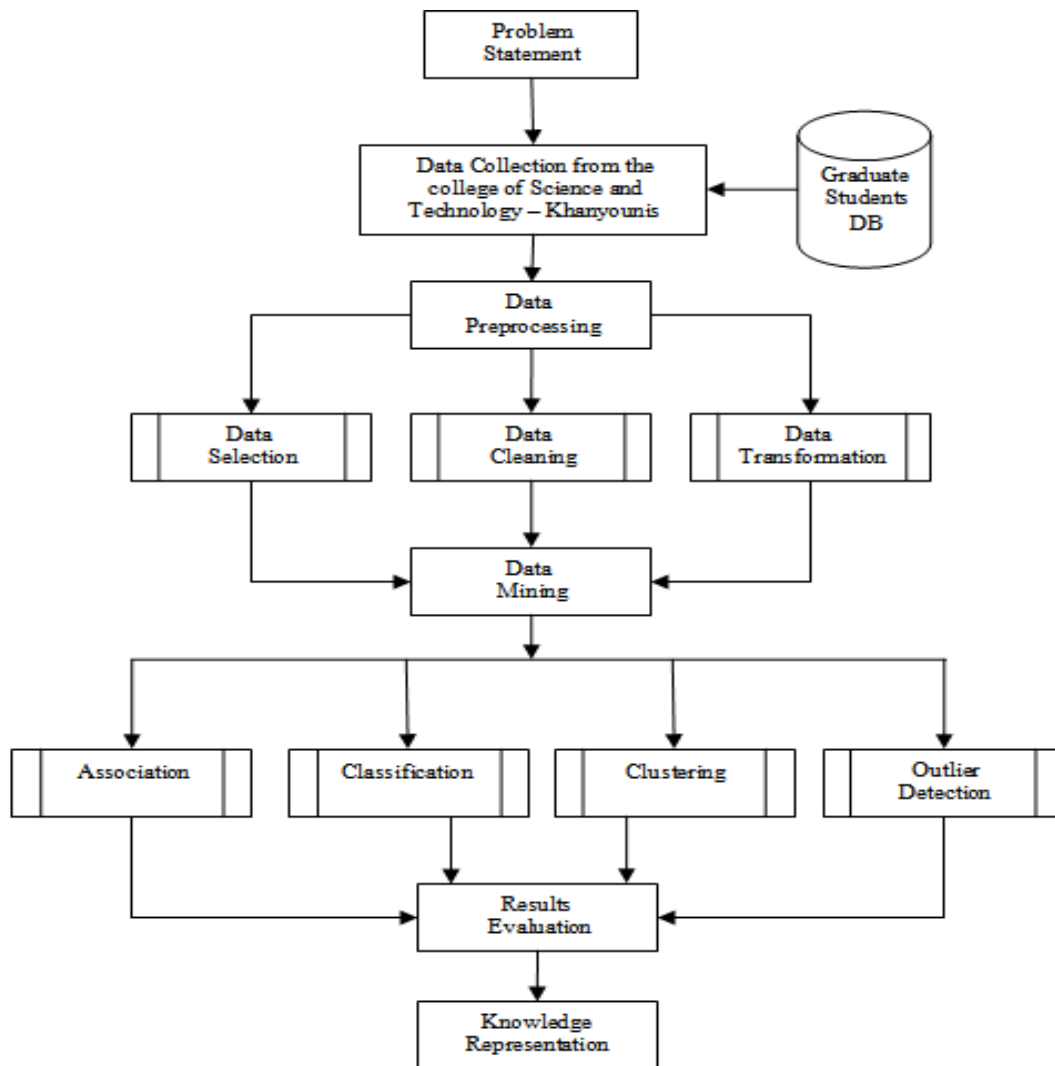 Problem
Statement
Data Collection from the
college of Science and
Technology – Khanyounis
Graduate
Students
DB
Data
Preprocessing
Data
Selection
Data
Cleaning
Data
Transformation
Data
Mining
Association
Classification
Clustering
Outlier
Detection
Results
Evaluation
Knowledge
Representation